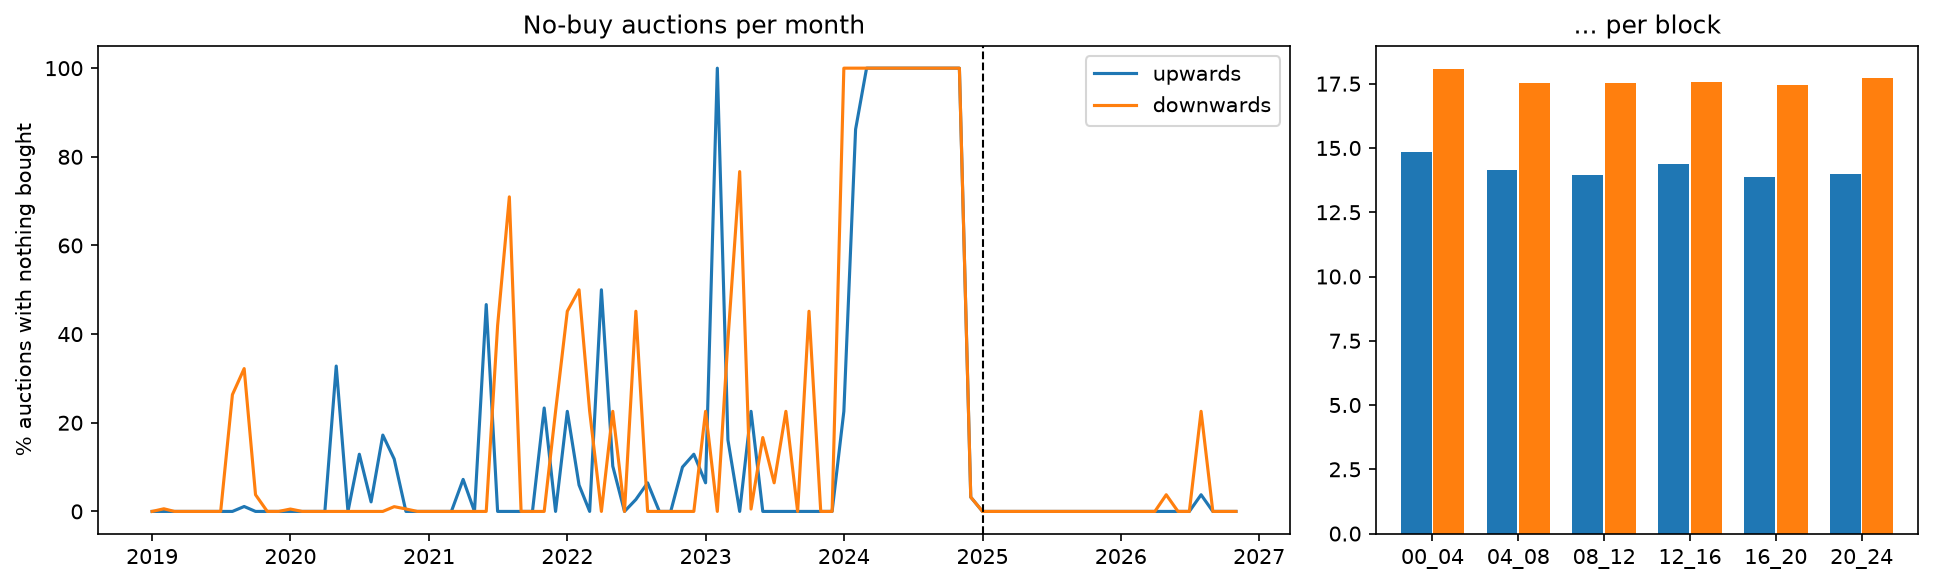 No-buy auctions per month
% auctions with nothing bought
100
80
60
40
20
0
2019 2020 2021 2022 2023 2024 2025 2026 2027
upwards
downwards
... per block
17.5
15.0
12.5
10.0
7.5
5.0
2.5
0.0
00_04 04_08 08_12 12_16 16_20 20_24